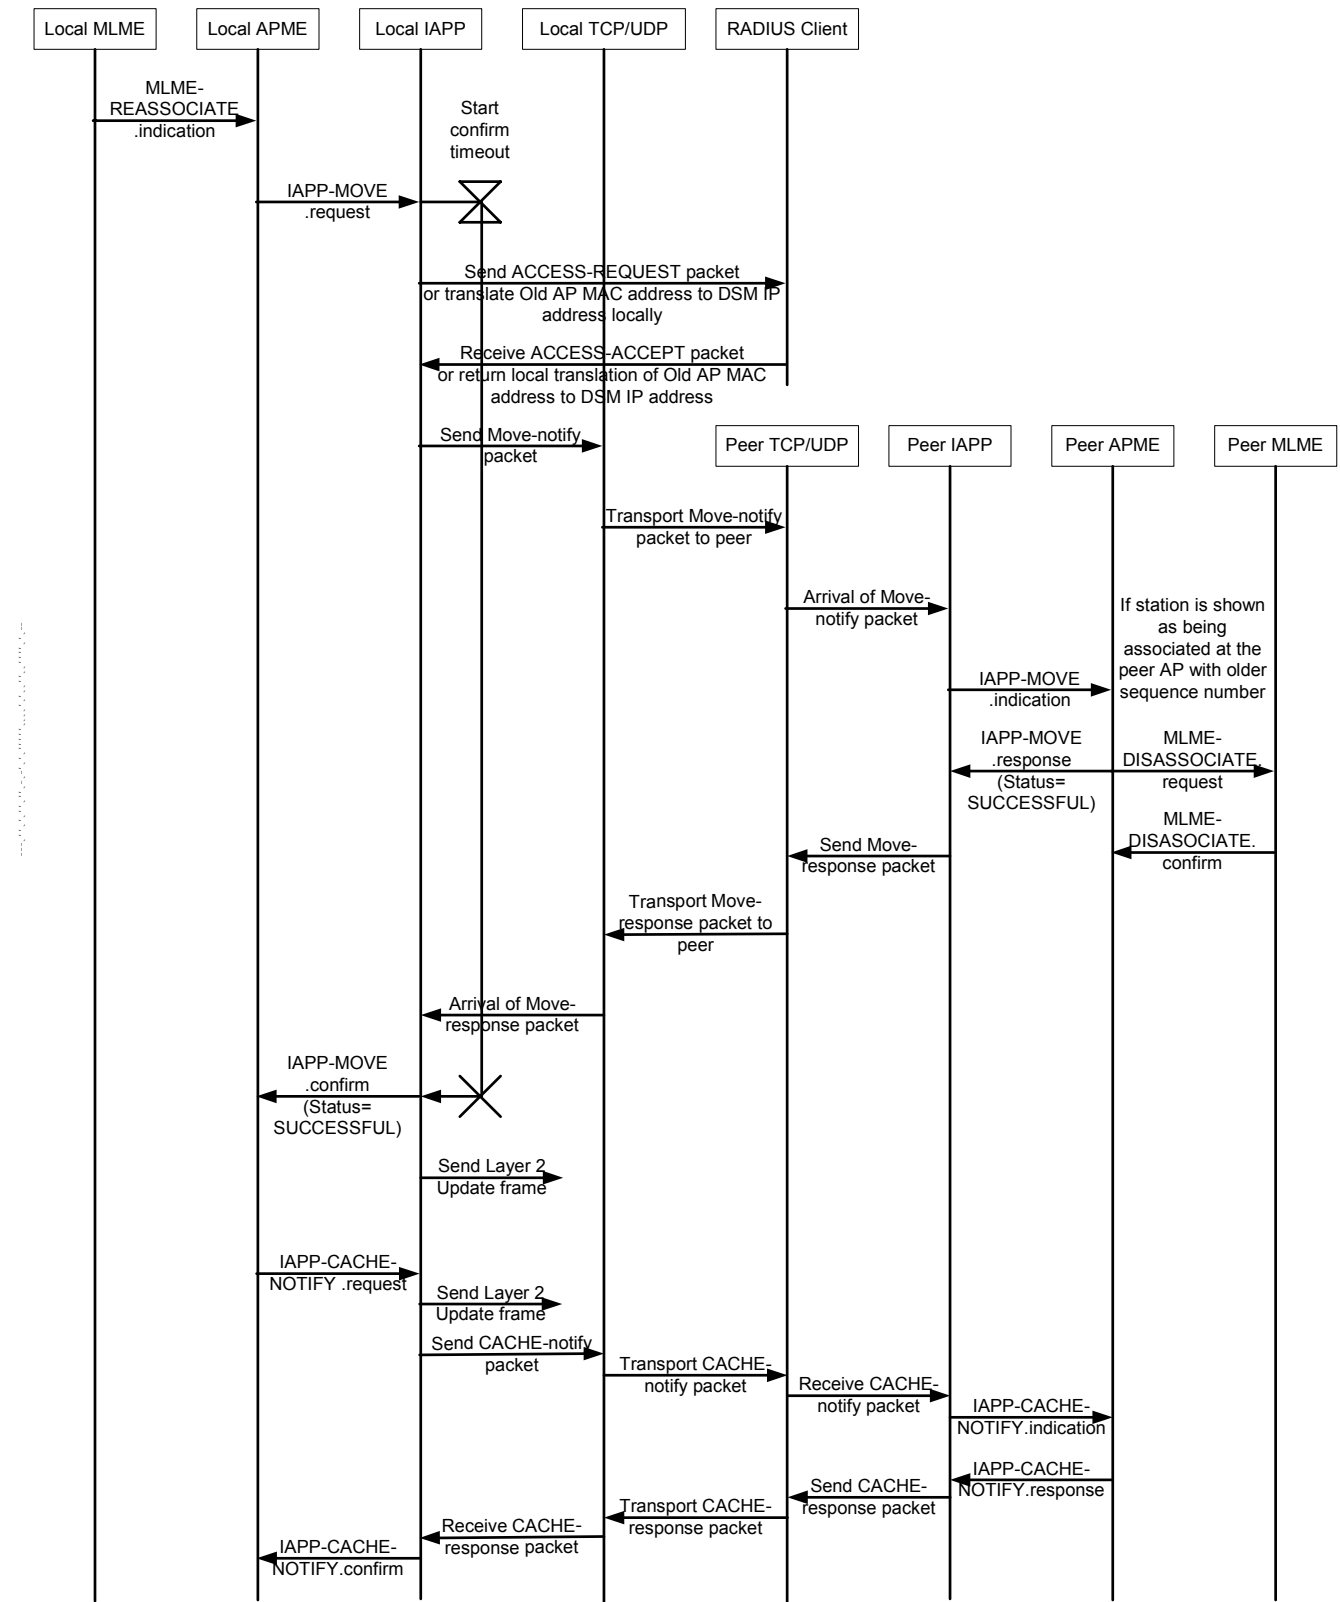 Local MLME
Local APME
Local IAPP
Local TCP/UDP
RADIUS Client
MLME-
REASSOCIATE
.indication
Start
confirm
timeout
IAPP-MOVE
.request
Send ACCESS-REQUEST packet
or translate Old AP MAC address to DSM IP
address locally
Receive ACCESS-ACCEPT packet
or return local translation of Old AP MAC
address to DSM IP address
Send Move-notify
packet
Peer TCP/UDP
Peer IAPP
Peer APME
Peer MLME
Transport Move-notify
packet to peer
Arrival of Move-
notify packet
If station is shown
as being
associated at the
peer AP with older
sequence number
IAPP-MOVE
.indication
IAPP-MOVE
.response
(Status=
SUCCESSFUL)
MLME-
DISASSOCIATE.
request
MLME-
DISASOCIATE.
confirm
Send Move-
response packet
Transport Move-
response packet to
peer
Arrival of Move-
response packet
IAPP-MOVE
.confirm
(Status=
SUCCESSFUL)
Send Layer 2
Update frame
IAPP-CACHE-
NOTIFY .request
Send Layer 2
Update frame
Send CACHE-notify
packet
Transport CACHE-
notify packet
Receive CACHE-
notify packet
IAPP-CACHE-
NOTIFY.indication
IAPP-CACHE-
NOTIFY.response
Send CACHE-
response packet
Transport CACHE-
response packet
Receive CACHE-
response packet
IAPP-CACHE-
NOTIFY.confirm